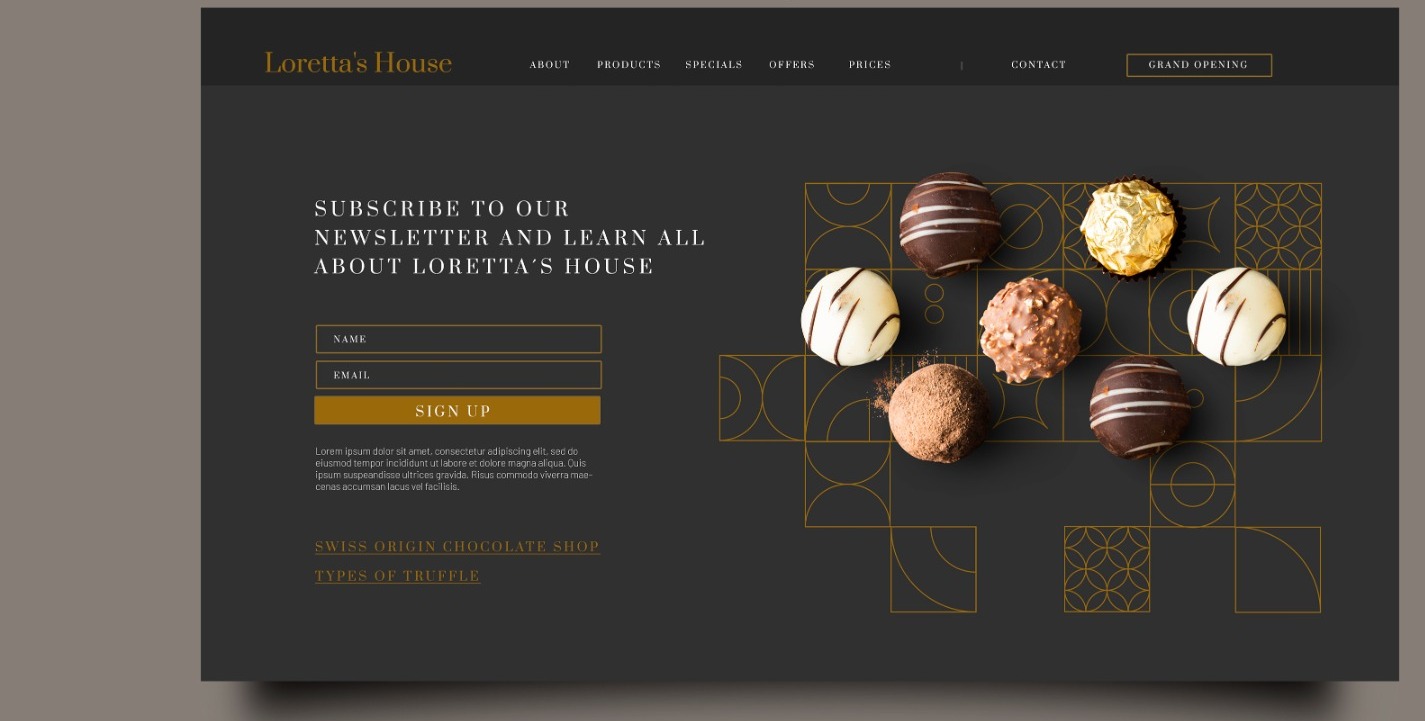 Loretta's House
ABOUT PRODUCTS SPECIALS OFFERS PRICES | CONTACT GRAND OPENING
SUBSCRIBE TO OUR
NEWSLETTER AND LEARN ALL
ABOUT LORETTA´S HOUSE
NAME
EMAIL
SIGN UP
Lorem ipsum dolor sit amet, consectetur adipiscing elit, sed do
eiusmod tempor incididunt ut labore et dolore magna aliqua. Quis
ipsum suspendisse ultrices gravida. Risus commodo viverra mae-
cenas accumsan lacus vel facilisis.
SWISS ORIGIN CHOCOLATE SHOP
TYPES OF TRUFFLE